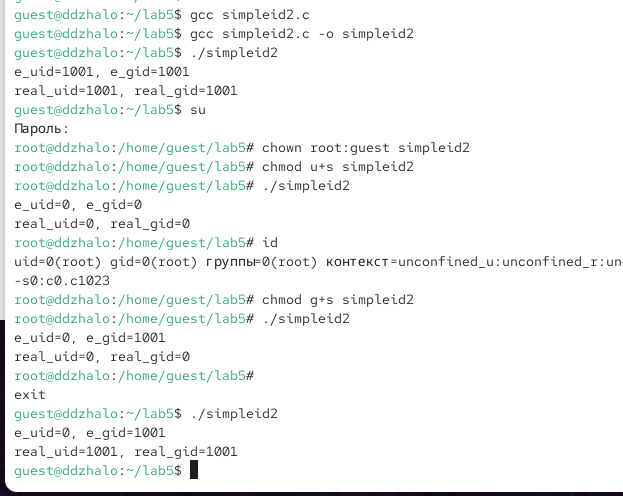 guest@ddzhalo:~/lab5$ gcc simpleid2.c
guest@ddzhalo:~/lab5$ gcc simpleid2.c -o simpleid2
guest@ddzhalo:~/lab5$ ./simpleid2
e_uid=1001, e_gid=1001
real_uid=1001, real_gid=1001
guest@ddzhalo:~/lab5$ su
Пароль:
root@ddzhalo:/home/guest/lab5# chown root:guest simpleid2
root@ddzhalo:/home/guest/lab5# chmod u+s simpleid2
root@ddzhalo:/home/guest/lab5# ./simpleid2
e_uid=0, e_gid=0
real_uid=0, real_gid=0
root@ddzhalo:/home/guest/lab5# id
uid=0(root) gid=0(root) группы=0(root) контекст=unconfined_u:unconfined_r:un
-s0:c0.c1023
root@ddzhalo:/home/guest/lab5# chmod g+s simpleid2
root@ddzhalo:/home/guest/lab5# ./simpleid2
e_uid=0, e_gid=1001
real_uid=0, real_gid=0
root@ddzhalo:/home/guest/lab5#
exit
guest@ddzhalo:~/lab5$ ./simpleid2
e_uid=0, e_gid=1001
real_uid=1001, real_gid=1001
guest@ddzhalo:~/lab5$